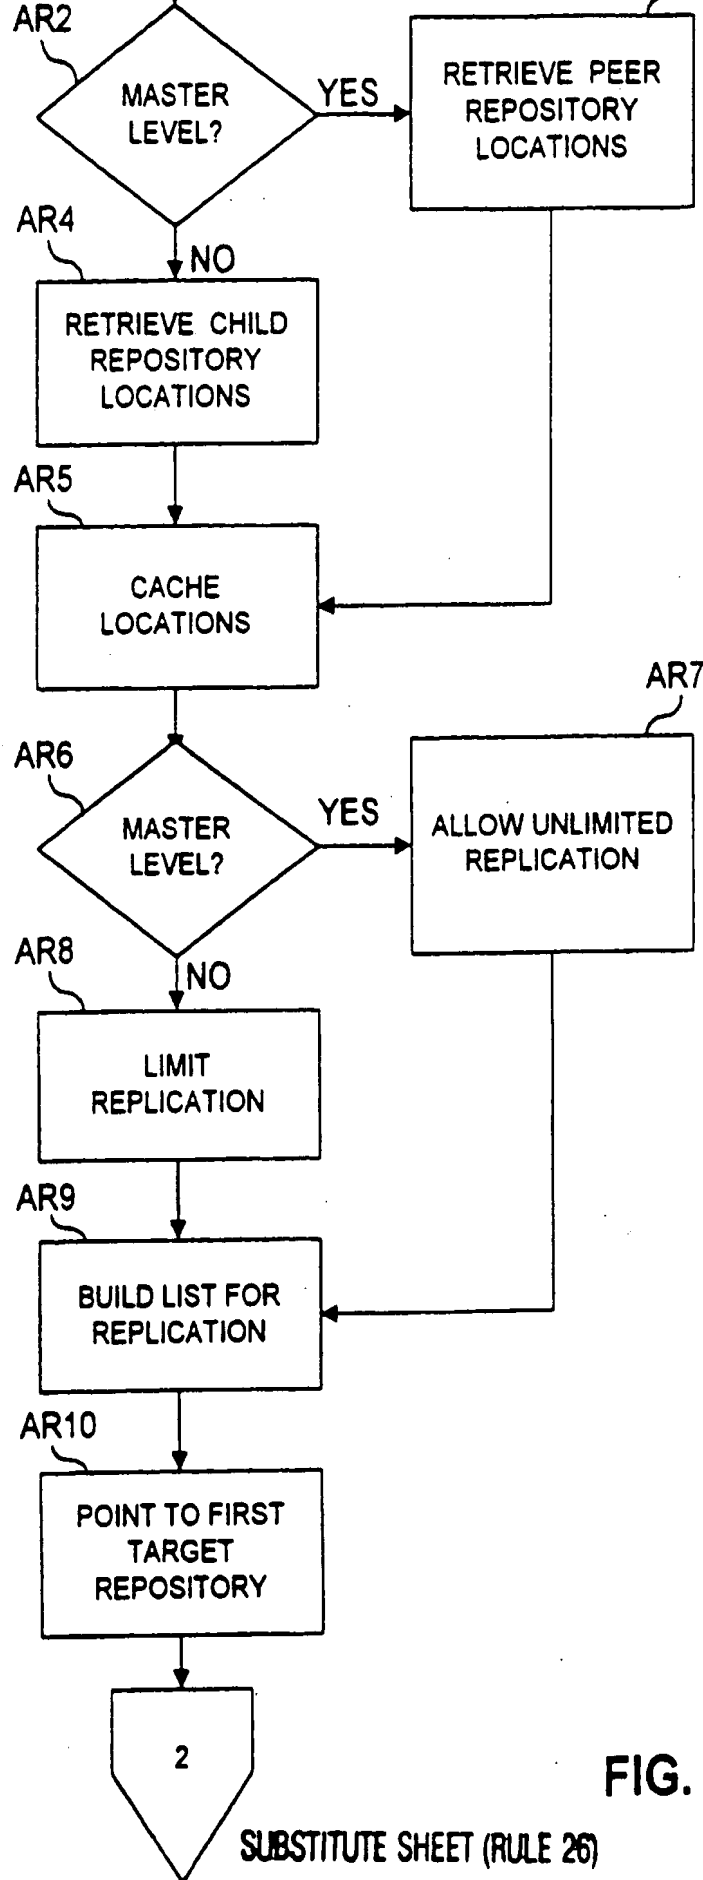 AR2
MASTER
LEVEL?
YES
RETRIEVE PEER
REPOSITORY
LOCATIONS
NO
AR4
RETRIEVE CHILD
REPOSITORY
LOCATIONS
AR5
CACHE
LOCATIONS
AR6
MASTER
LEVEL?
YES
AR7
ALLOW UNLIMITED
REPLICATION
NO
AR8
LIMIT
REPLICATION
AR9
BUILD LIST FOR
REPLICATION
AR10
POINT TO FIRST
TARGET
REPOSITORY
2
FIG.
SUBSTITUTE SHEET (RULE 26)